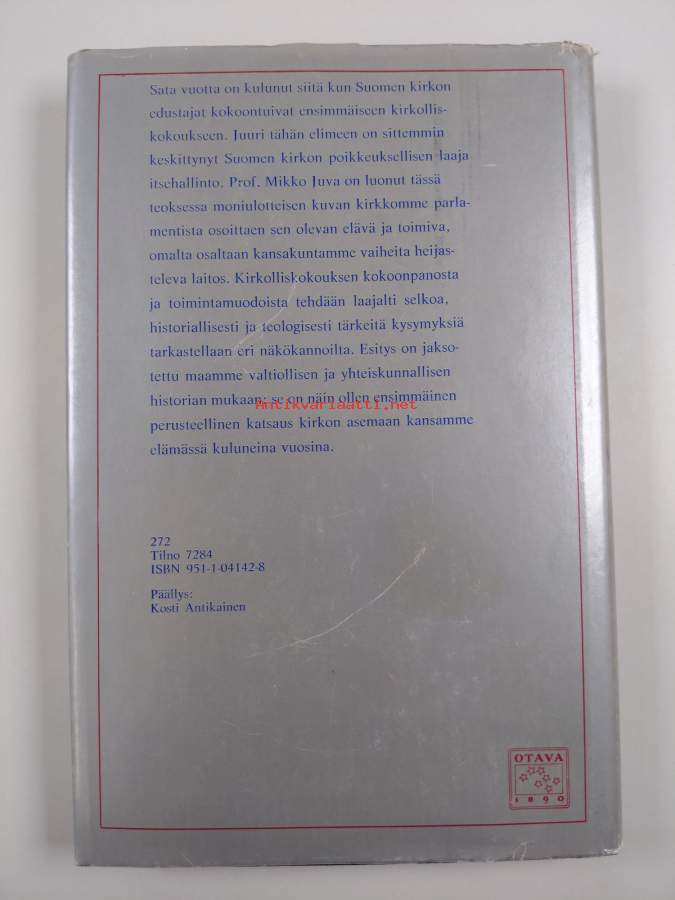 Sata vuotta on kulunut siitä kun Suomen kirkon
edustajat kokoontuivat ensimmäiseen kirkollis-
kokoukseen. Juuri tähän elimeen on sittemmin
keskittynyt Suomen kirkon poikkeuksellisen laaja
itsehallinto. Prof. Mikko Juva on luonut tässä
teoksessa moniulotteisen kuvan kirkkomme parla-
mentista osoittaen sen olevan elävä ja toimiva,
omalta osaltaan kansakuntamme vaiheita heijas-
televa laitos. Kirkolliskokouksen kokoonpanosta
ja toimintamuodoista tehdään laajalti selkoa,
historiallisesti ja teologisesti tärkeitä kysymyksiä
tarkastellaan eri näkökannoilta. Esitys on jakso-
tettu maamme valtiollisen ja yhteiskunnallisen
historian mukaan; se on näin ollen ensimmäinen
Antikvariaatti.net
perusteellinen katsaus kirkon asemaan kansamme
elämässä kuluneina vuosina.
272
Tilno 7284
ISBN 951-1-04142-8
Päällys:
Kosti Antikainen
OTAVA
1890